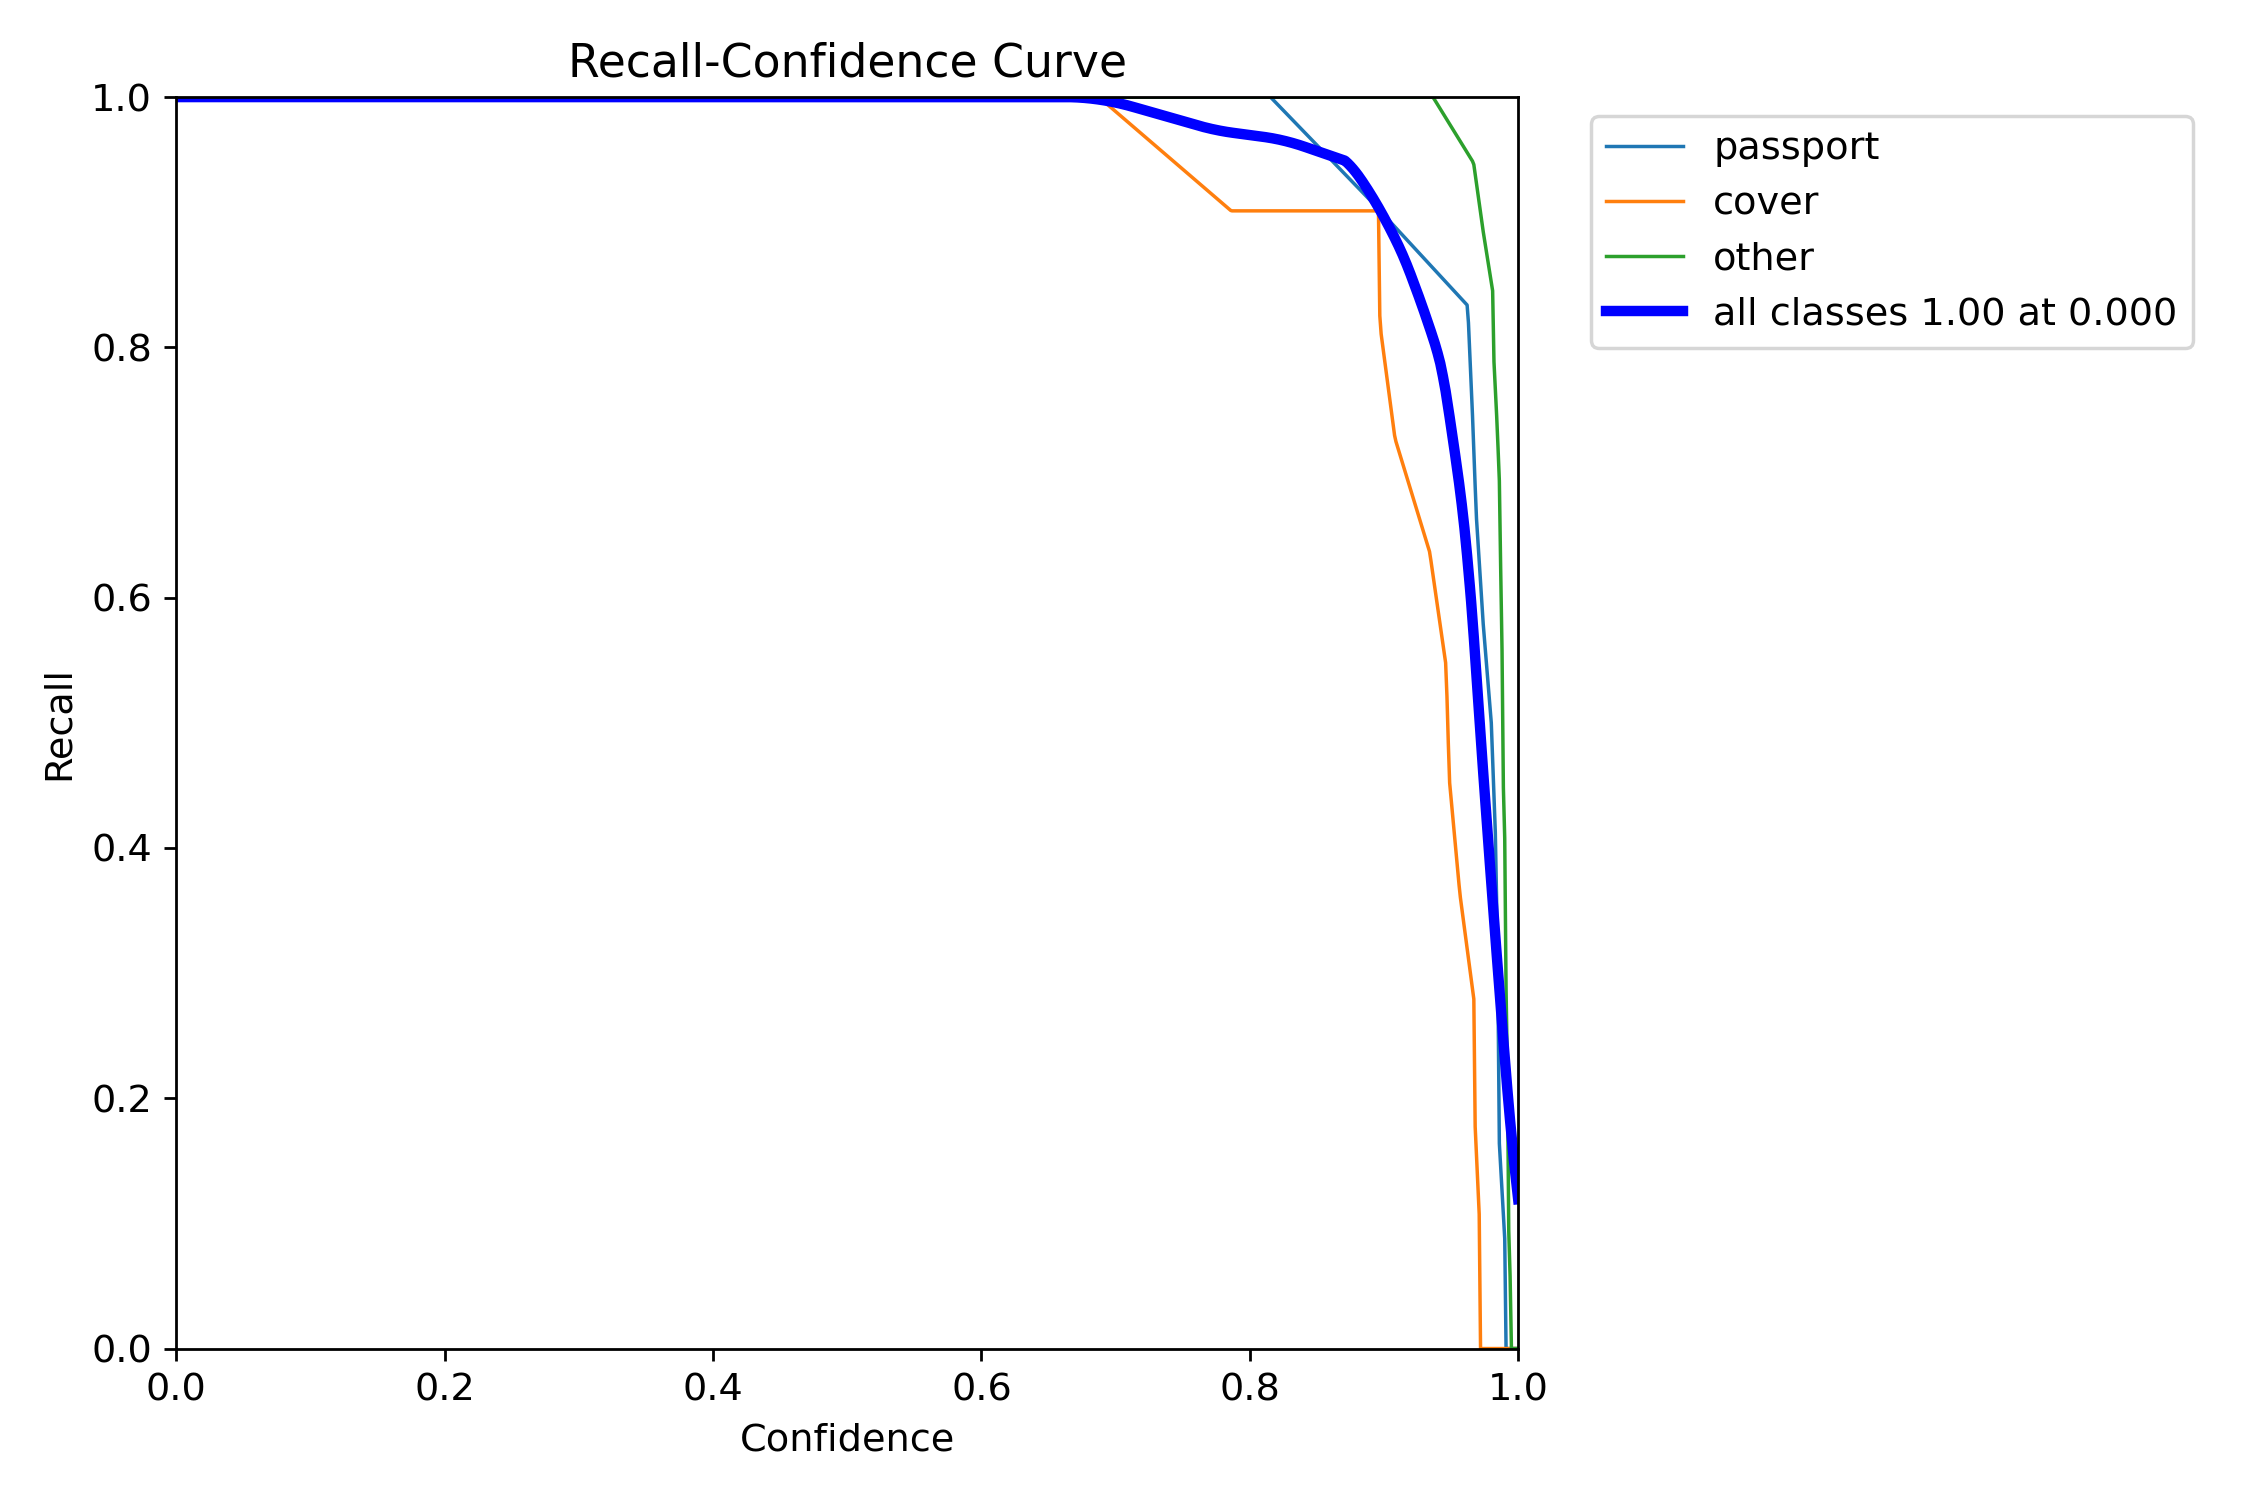 Recall-Confidence Curve
1.0
0.8
0.6
0.4
0.2
0.0
Recall
0.0 0.2 0.4 0.6 0.8 1.0
Confidence
passport
cover
other
all classes 1.00 at 0.000